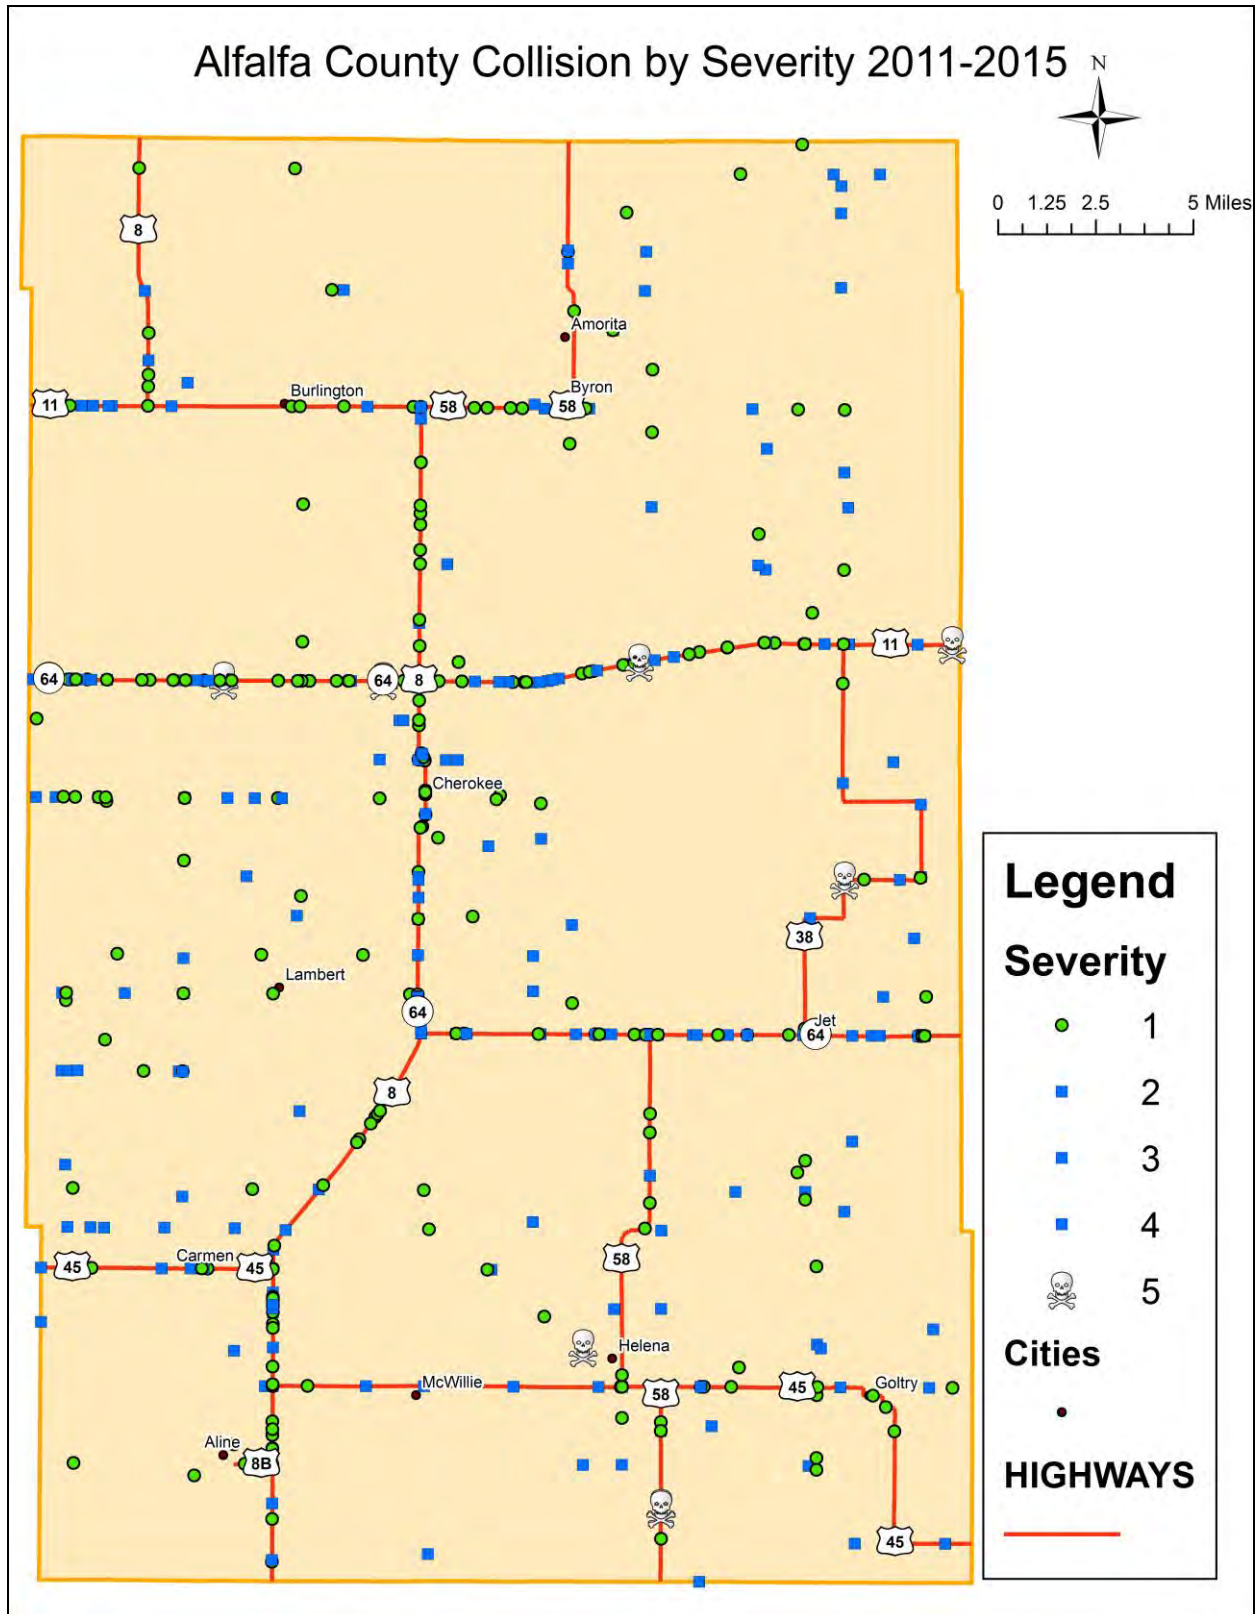 Alfalfa County Collision by Severity 2011-2015
N
0 1.25 2.5 5 Miles
8
Amorita
11
Burlington
58
Byron
58
11
64
64
8
Cherokee
38
Lambert
64
Jet
64
8
58
45
Carmen
45
Helena
McWillie
58
45
Goltry
Aline
8B
45
Legend
Severity
1
2
3
4
5
Cities
HIGHWAYS